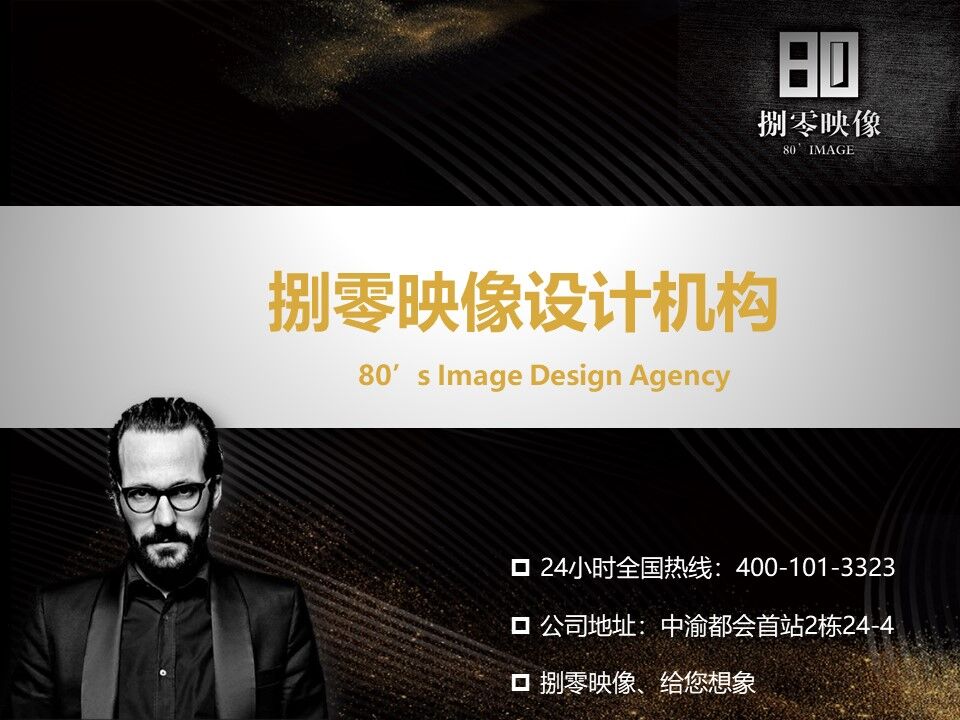 捌零映像
80’IMAGE
捌零映像设计机构
80’s Image Design Agency
24小时全国热线：400-101-3323
公司地址：中渝都会首站2栋24-4
捌零映像、给您想象